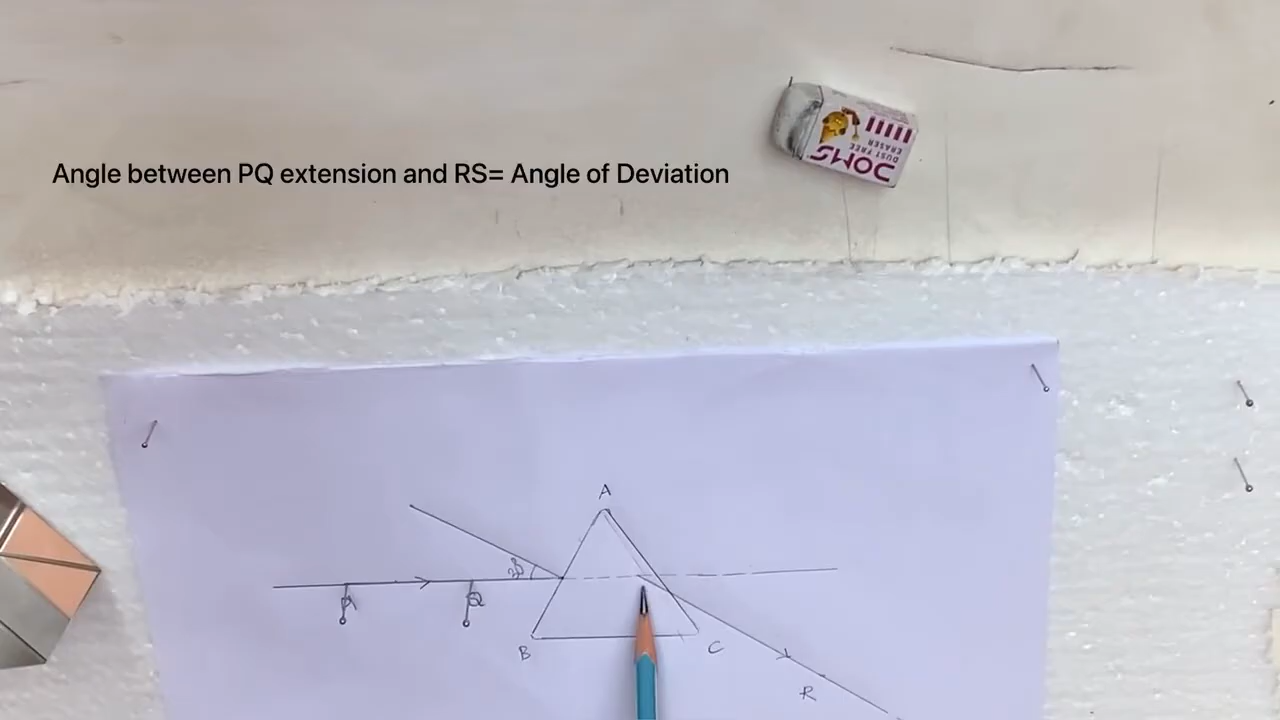 DOMS
DUST FREE
ERASER
Angle between PQ extension and RS= Angle of Deviation
A
P
Q
B
C
R